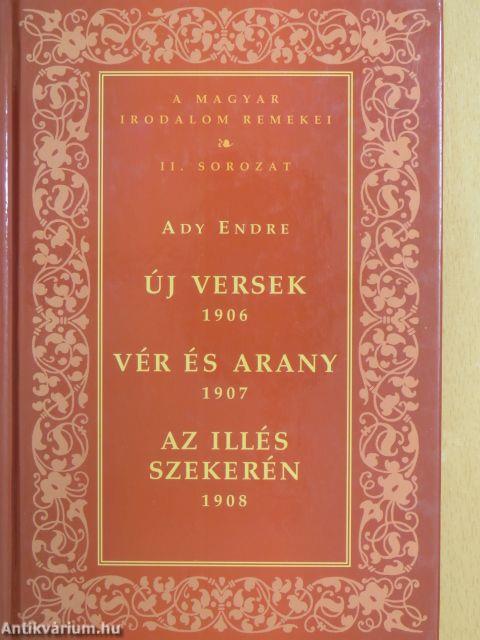 A MAGYAR
IRODALOM REMEKEI
II. SOROZAT
ADY ENDRE
ÚJ VERSEK
1906
VÉR ÉS ARANY
1907
AZ ILLÉS
SZEKERÉN
1908
Antikvárium.hu